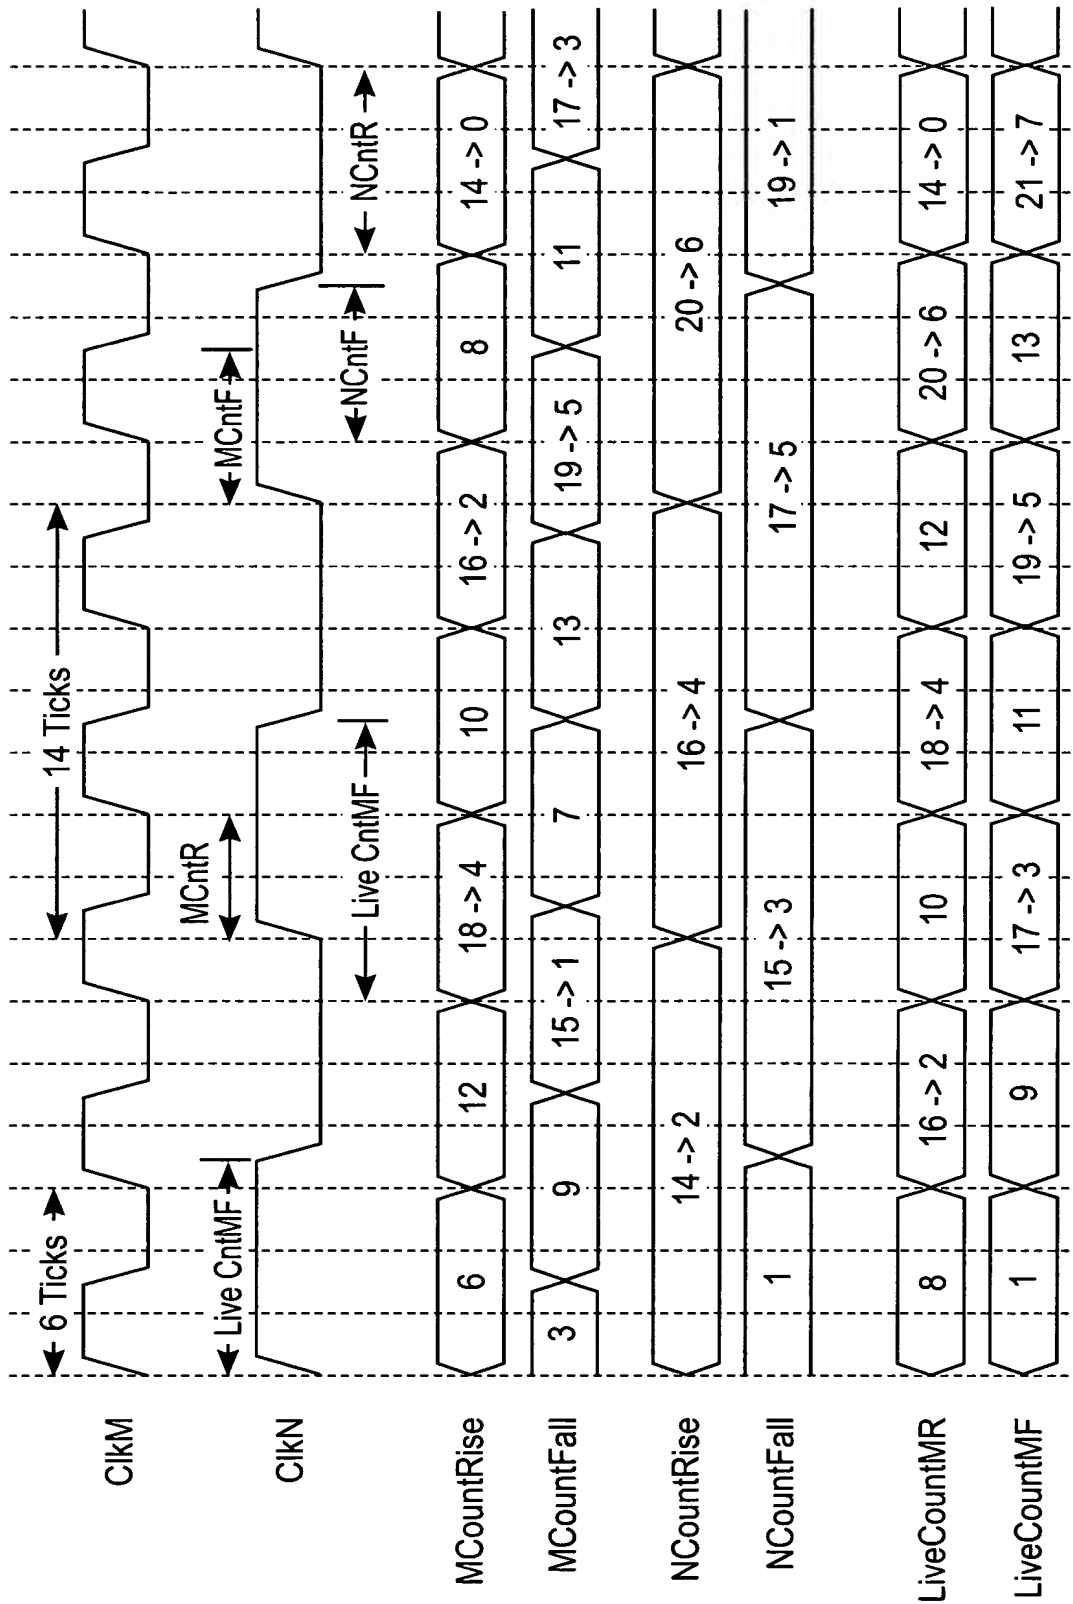 6 Ticks
14 Ticks
ClkM
Live CntMF
MCntR
MCntF
ClkN
Live CntMF
NCntF
NCntR
MCountRise 6 12 18 -> 4 10 16 -> 2 8 14 -> 0
MCountFall 3 9 15 -> 1 7 13 19 -> 5 11 17 -> 3
NCountRise 14 -> 2 16 -> 4 20 -> 6
NCountFall 1 15 -> 3 17 -> 5 19 -> 1
LiveCountMR 8 16 -> 2 10 18 -> 4 12 20 -> 6 14 -> 0
LiveCountMF 1 9 17 -> 3 11 19 -> 5 13 21 -> 7